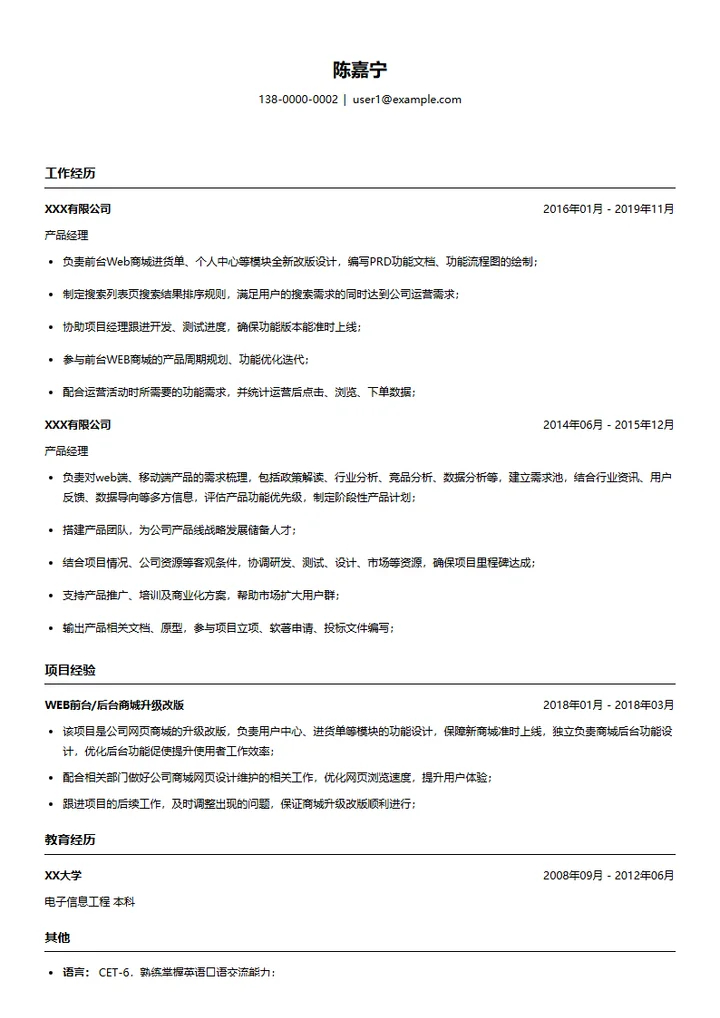 陈嘉宁
138-0000-0002 | user1@example.com
工作经历
XXX有限公司 2016年01月 - 2019年11月
产品经理
• 负责前台Web商城进货单、个人中心等模块全新改版设计，编写PRD功能文档、功能流程图的绘制；
• 制定搜索列表页搜索结果排序规则，满足用户的搜索需求的同时达到公司运营需求；
• 协助项目经理跟进开发、测试进度，确保功能版本能准时上线；
• 参与前台WEB商城的产品周期规划、功能优化迭代；
• 配合运营活动时所需要的功能需求，并统计运营后点击、浏览、下单数据；
XXX有限公司 2014年06月 - 2015年12月
产品经理
• 负责对web端、移动端产品的需求梳理，包括政策解读、行业分析、竞品分析、数据分析等，建立需求池，结合行业资讯、用户
反馈、数据导向等多方信息，评估产品功能优先级，制定阶段性产品计划；
• 搭建产品团队，为公司产品线战略发展储备人才；
• 结合项目情况、公司资源等客观条件，协调研发、测试、设计、市场等资源，确保项目里程碑达成；
• 支持产品推广、培训及商业化方案，帮助市场扩大用户群；
• 输出产品相关文档、原型，参与项目立项、软著申请、投标文件编写；
项目经验
WEB前台/后台商城升级改版 2018年01月 - 2018年03月
• 该项目是公司网页商城的升级改版，负责用户中心、进货单等模块的功能设计，保障新商城准时上线，独立负责商城后台功能设
计，优化后台功能促使提升使用者工作效率；
• 配合相关部门做好公司商城网页设计维护的相关工作，优化网页浏览速度，提升用户体验；
• 跟进项目的后续工作，及时调整出现的问题，保证商城升级改版顺利进行；
教育经历
XX大学 2008年09月 - 2012年06月
电子信息工程 本科
其他
• 语言： CET-6，熟练掌握英语口语交流能力；